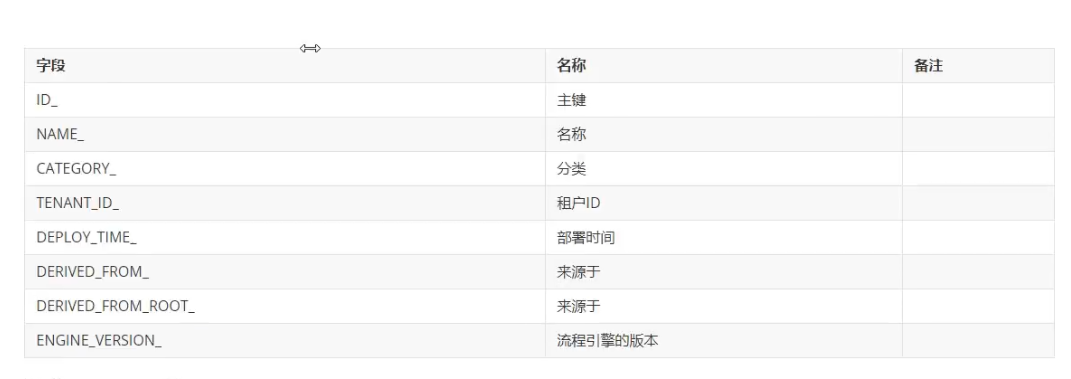 字段 名称 备注
ID_ 主键
NAME_ 名称
CATEGORY_ 分类
TENANT_ID_ 租户ID
DEPLOY_TIME_ 部署时间
DERIVED_FROM_ 来源于
DERIVED_FROM_ROOT_ 来源于
ENGINE_VERSION_ 流程引擎的版本